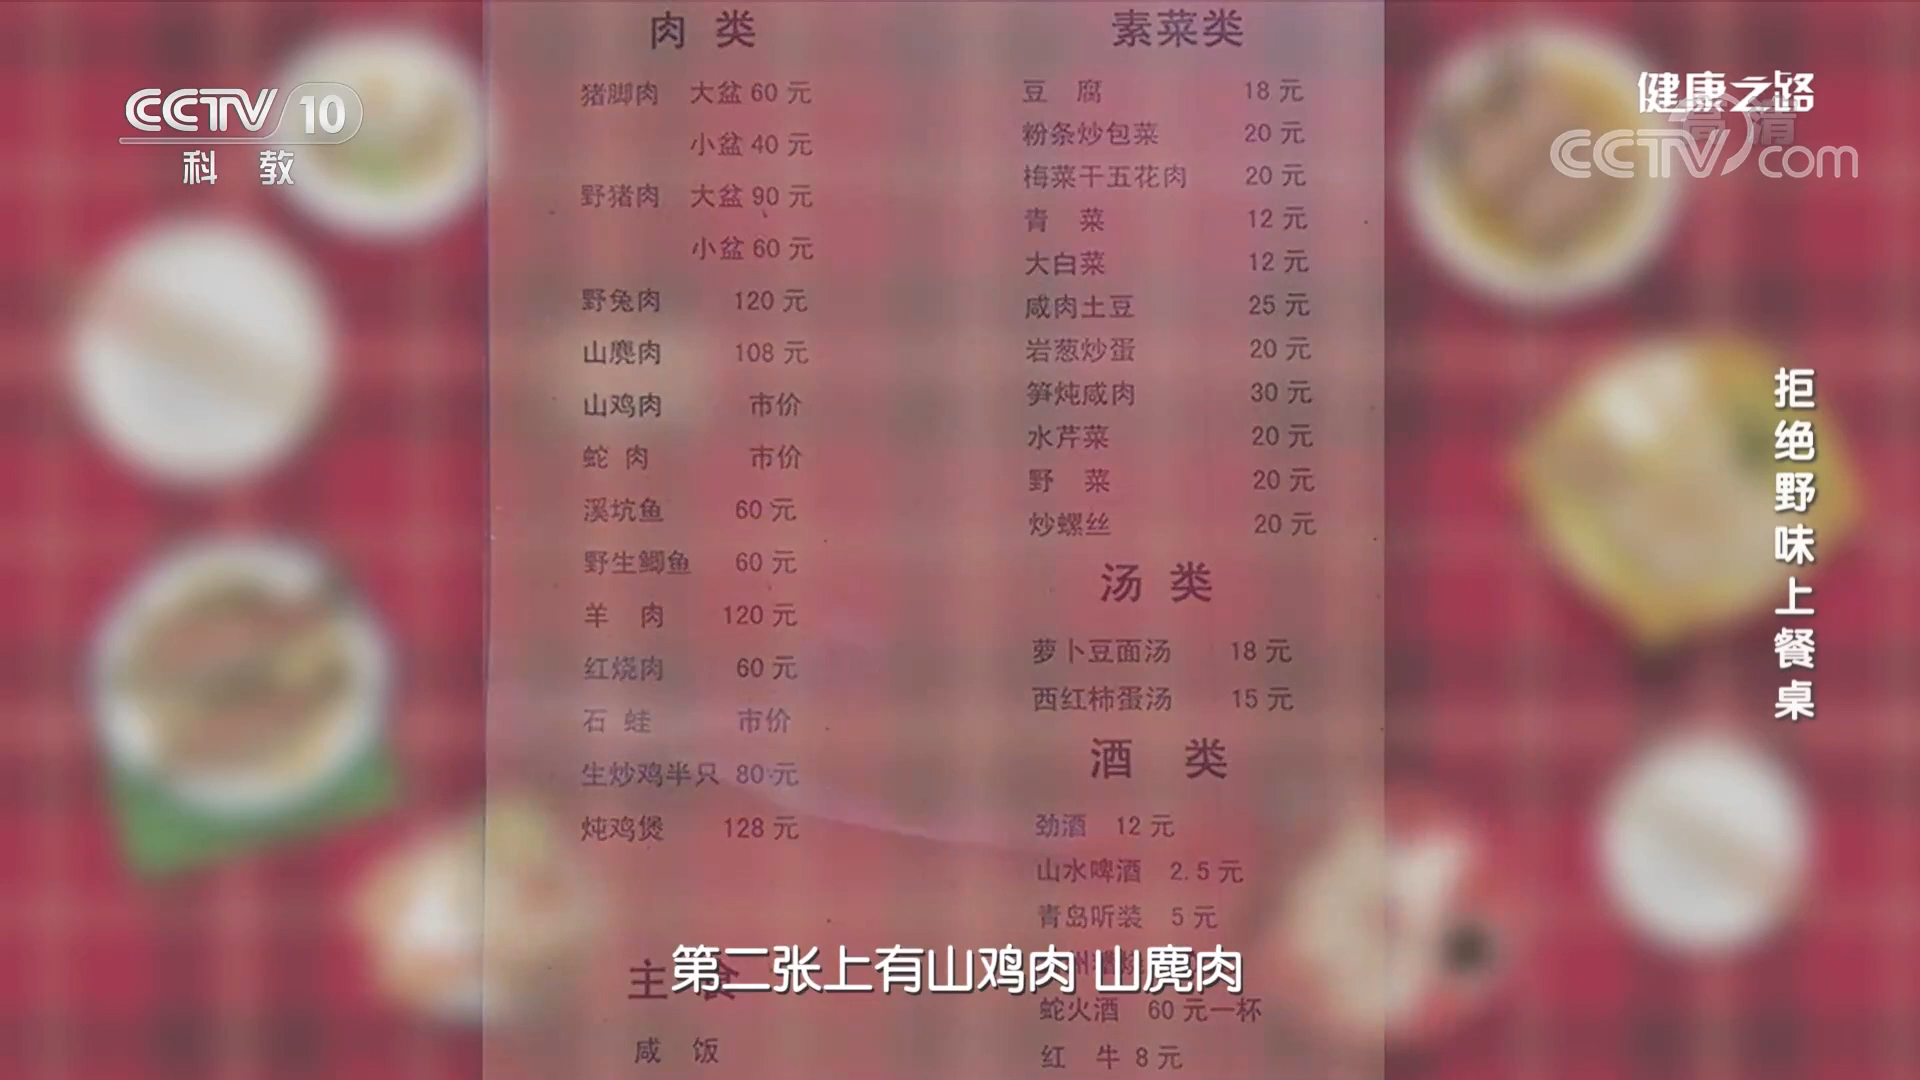 CCTV 10
科 教
健康之路
高清
CCTV com
拒绝野味上餐桌
肉 类
猪脚肉 大盆 60 元
小盆 40 元
野猪肉 大盆 90 元
小盆 60 元
野兔肉 120 元
山麂肉 108 元
山鸡肉 市价
蛇 肉 市价
溪坑鱼 60 元
野生鲫鱼 60 元
羊 肉 120 元
红烧肉 60 元
石 蛙 市价
生炒鸡半只 80 元
炖鸡煲 128 元
主 食
咸 饭
素菜类
豆 腐 18 元
粉条炒包菜 20 元
梅菜干五花肉 20 元
青 菜 12 元
大白菜 12 元
咸肉土豆 25 元
岩葱炒蛋 20 元
笋炖咸肉 30 元
水芹菜 20 元
野 菜 20 元
炒螺丝 20 元
汤 类
萝卜豆面汤 18 元
西红柿蛋汤 15 元
酒 类
劲酒 12 元
山水啤酒 2.5 元
青岛听装 5 元
蛇火酒 60 元一杯
红 牛 8 元
第二张上有山鸡肉 山麂肉